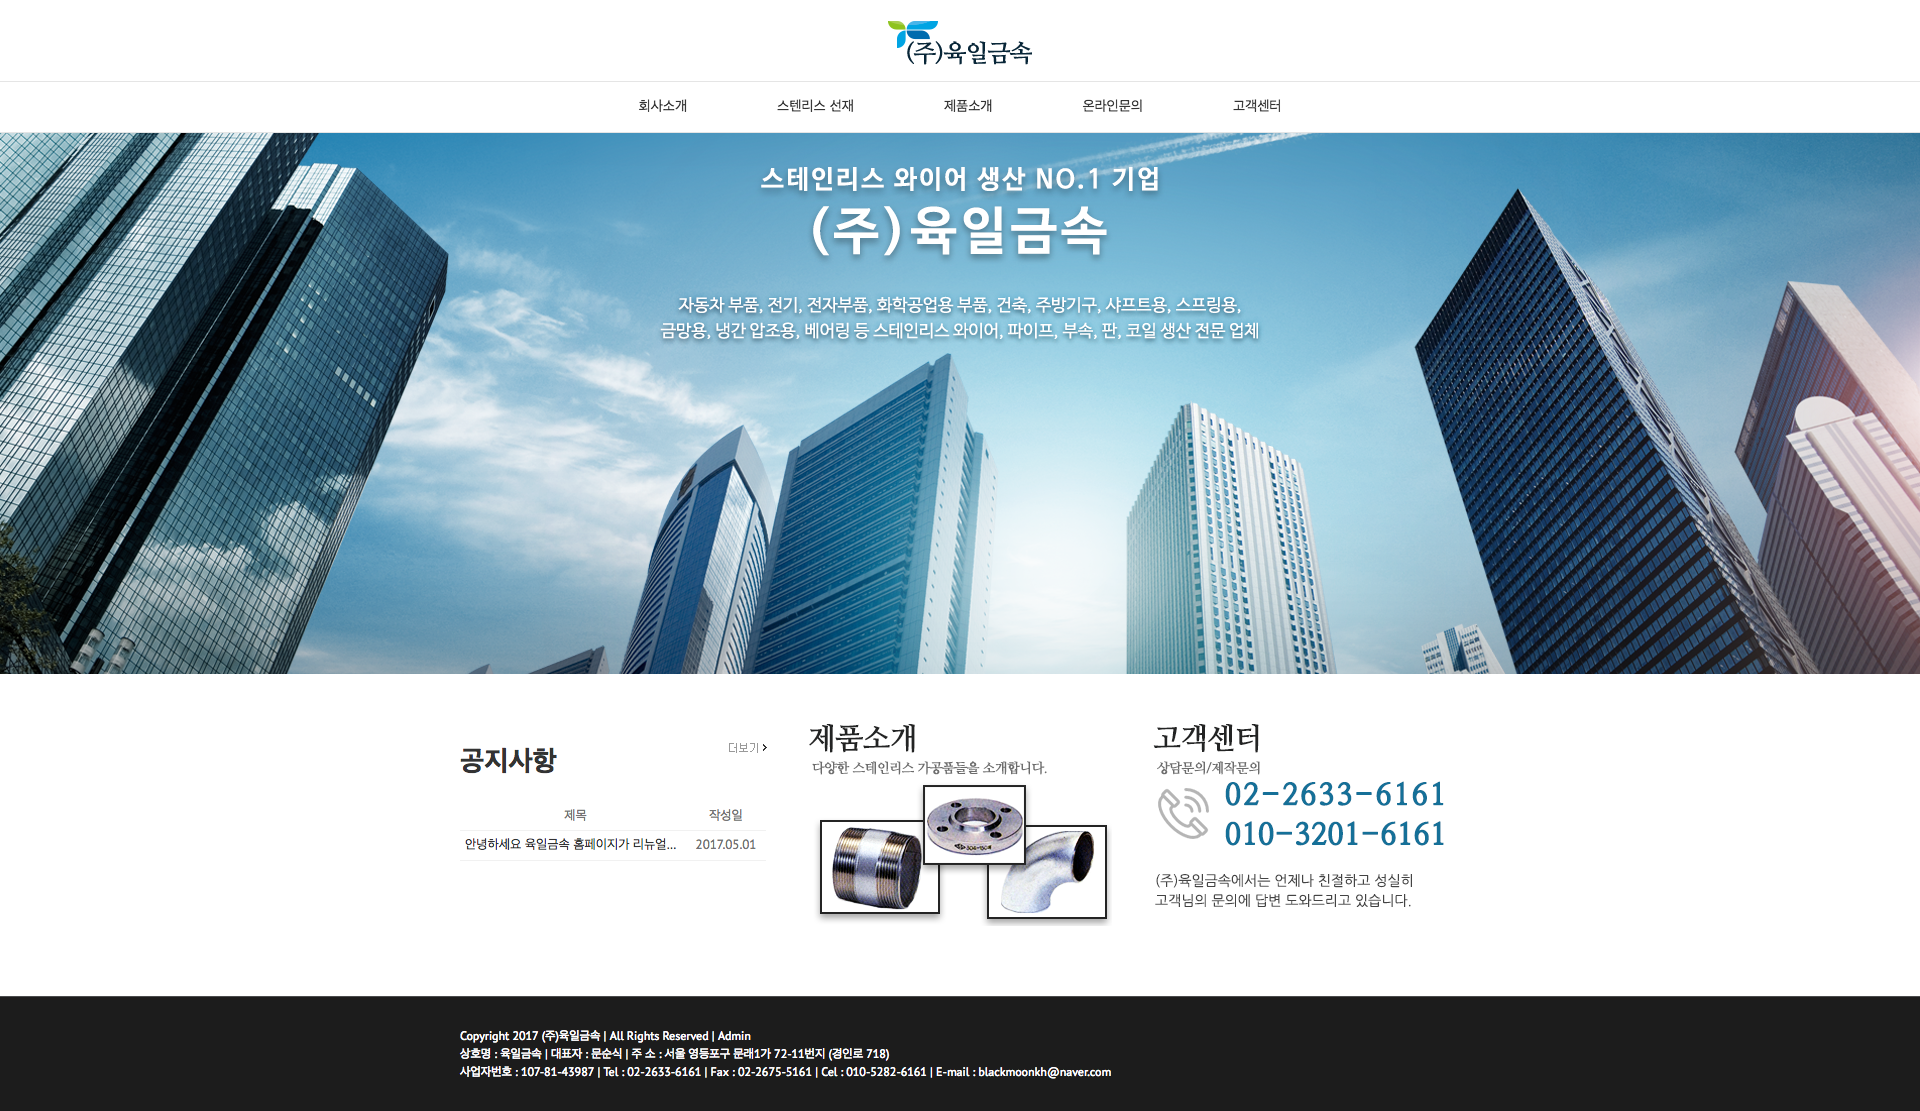 (주)육일금속
회사소개
스텐리스 선재
제품소개
온라인문의
고객센터
스테인리스 와이어 생산 NO.1 기업
(주)육일금속
자동차 부품, 전기, 전자부품, 화학공업용 부품, 건축, 주방기구, 샤프트용, 스프링용,
금망용, 냉간 압조용, 베어링 등 스테인리스 와이어, 파이프, 부속, 판, 코일 생산 전문 업체
공지사항
더보기
제목 작성일
안녕하세요 육일금속 홈페이지가 리뉴얼... 2017.05.01
제품소개
다양한 스테인리스 가공품들을 소개합니다.
고객센터
상담문의/제작문의
02-2633-6161
010-3201-6161
(주)육일금속에서는 언제나 친절하고 성실히
고객님의 문의에 답변 도와드리고 있습니다.
Copyright 2017 (주)육일금속 | All Rights Reserved | Admin
상호명 : 육일금속 | 대표자 : 문순식 | 주 소 : 서울 영등포구 문래1가 72-11번지 (경인로 718)
사업자번호 : 107-81-43987 | Tel : 02-2633-6161 | Fax : 02-2675-5161 | Cel : 010-5282-6161 | E-mail : blackmoonkh@naver.com